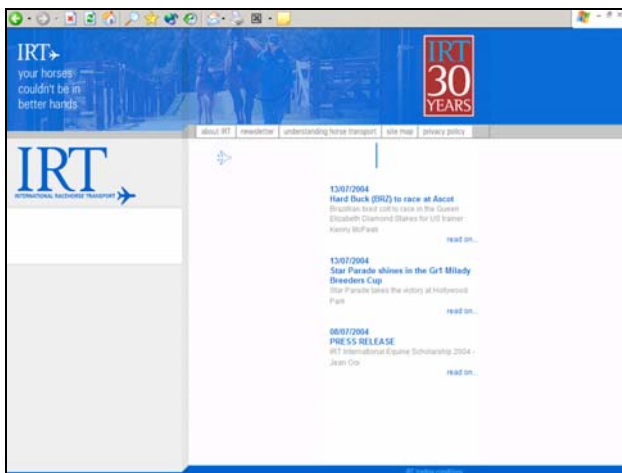 IRT
your horses
couldn't be in
better hands
IRT
30
YEARS
about IRT newsletter understanding horse transport site map privacy policy
IRT
INTERNATIONAL RACEHORSE TRANSPORT
13/07/2004
Hard Buck (BRZ) to race at Ascot
Brazilian bred colt to race in the Queen
Elizabeth Diamond Stakes for US trainer
Kenny McPeek
read on...
13/07/2004
Star Parade shines in the Gr1 Milady
Breeders Cup
Star Parade takes the victory at Hollywood
Park
read on...
08/07/2004
PRESS RELEASE
IRT International Equine Scholarship 2004 -
Jean Ooi
read on...